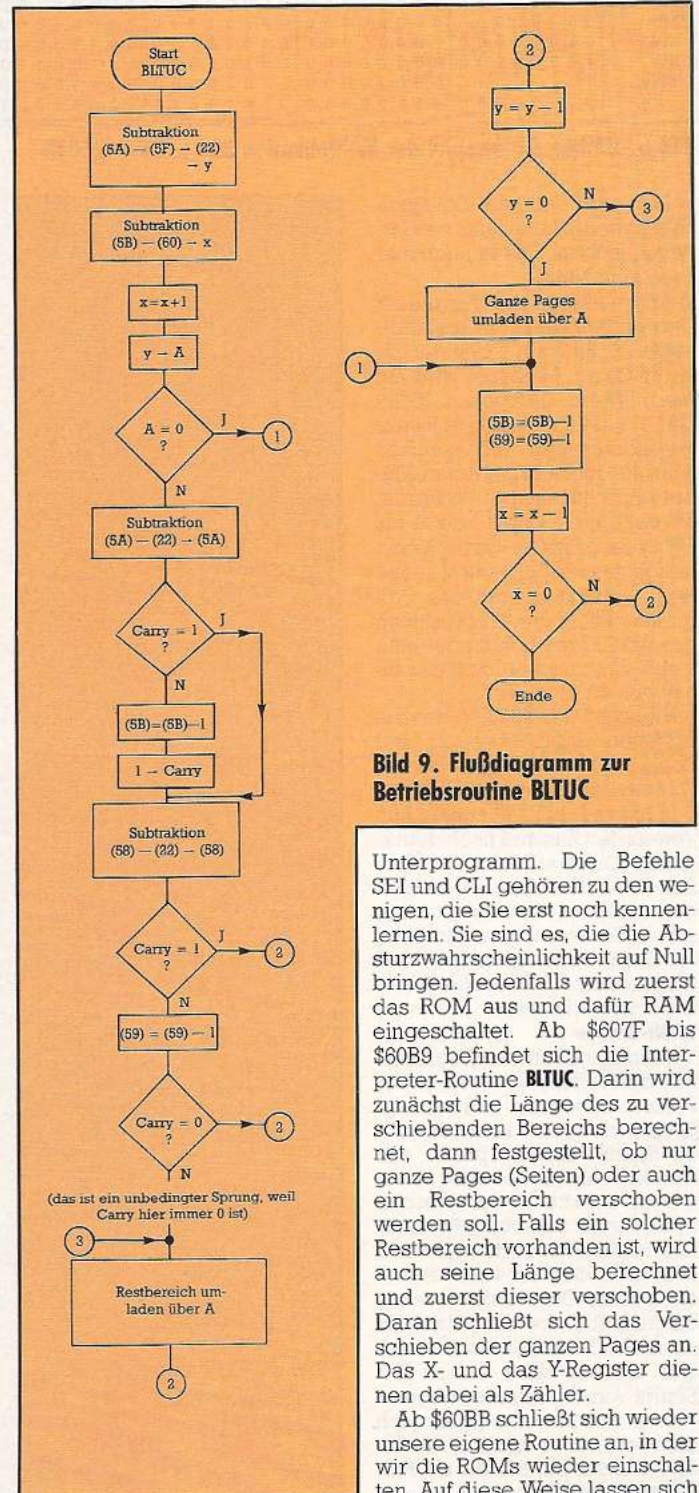 Start
BLTUC
Subtraktion
(5A) — (5F) → (22)
→ y
Subtraktion
(5B) — (60) → x
x=x+1
y → A
A = 0
?
J
1
N
Subtraktion
(5A) — (22) → (5A)
Carry = 1
?
J
N
(5B)=(5B)—1
1 → Carry
Subtraktion
(58) — (22) → (58)
Carry = 1
?
J
2
N
(59) = (59) — 1
Carry = 0
?
2
N
(das ist ein unbedingter Sprung, weil
Carry hier immer 0 ist)
3
Restbereich um-
laden über A
2
2
y = y — 1
y = 0
?
N
3
J
Ganze Pages
umladen über A
1
(5B)=(5B)—1
(59)=(59)—1
x = x — 1
x = 0
?
N
2
Ende
Bild 9. Flußdiagramm zur
Betriebsroutine BLTUC
Unterprogramm. Die Befehle
SEI und CLI gehören zu den we-
nigen, die Sie erst noch kennen-
lernen. Sie sind es, die die Ab-
sturzwahrscheinlichkeit auf Null
bringen. Jedenfalls wird zuerst
das ROM aus und dafür RAM
eingeschaltet. Ab $607F bis
$60B9 befindet sich die Inter-
preter-Routine BLTUC. Darin wird
zunächst die Länge des zu ver-
schiebenden Bereichs berech-
net, dann festgestellt, ob nur
ganze Pages (Seiten) oder auch
ein Restbereich verschoben
werden soll. Falls ein solcher
Restbereich vorhanden ist, wird
auch seine Länge berechnet
und zuerst dieser verschoben.
Daran schließt sich das Ver-
schieben der ganzen Pages an.
Das X- und das Y-Register die-
nen dabei als Zähler.
Ab $60BB schließt sich wieder
unsere eigene Routine an, in der
wir die ROMs wieder einschal-
ten. Auf diese Weise lassen sich